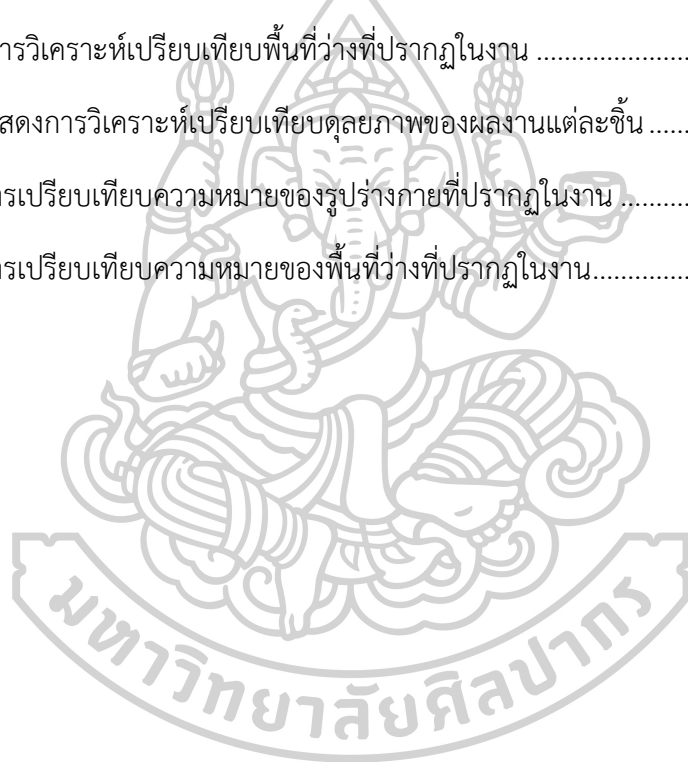 การวิเคราะห์เปรียบเทียบพื้นที่ว่างที่ปรากฏในงาน .....................
สดงการวิเคราะห์เปรียบเทียบดุลยภาพของผลงานแต่ละชิ้น ......
ารเปรียบเทียบความหมายของรูปร่างกายที่ปรากฏในงาน ..........
ารเปรียบเทียบความหมายของพื้นที่ว่างที่ปรากฏในงาน..............
มหาวิทยาลัยศิลปากร